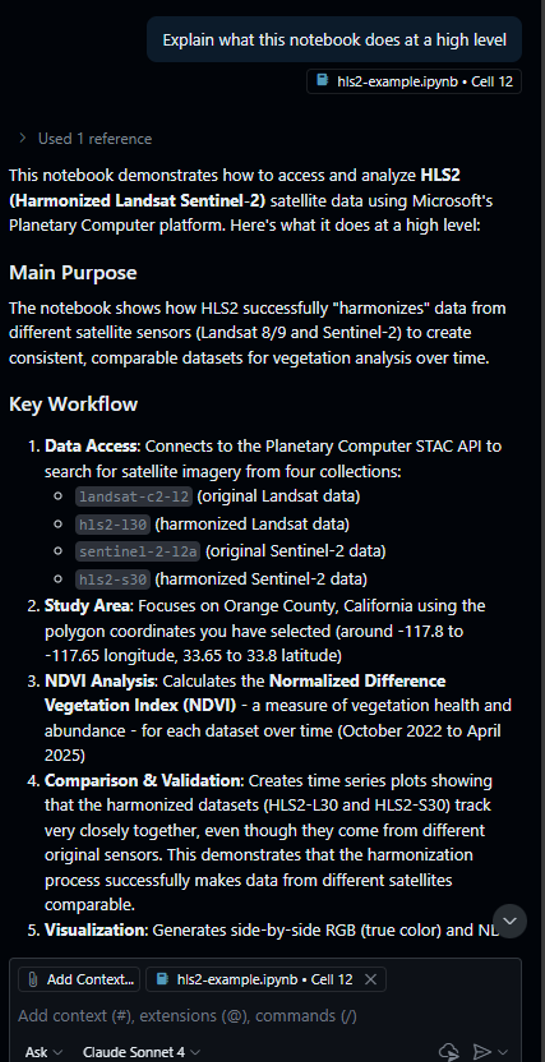 Explain what this notebook does at a high level
hls2-example.ipynb • Cell 12
Used 1 reference
This notebook demonstrates how to access and analyze HLS2
(Harmonized Landsat Sentinel-2) satellite data using Microsoft's
Planetary Computer platform. Here's what it does at a high level:
Main Purpose
The notebook shows how HLS2 successfully "harmonizes" data from
different satellite sensors (Landsat 8/9 and Sentinel-2) to create
consistent, comparable datasets for vegetation analysis over time.
Key Workflow
1. Data Access: Connects to the Planetary Computer STAC API to
search for satellite imagery from four collections:
landsat-c2-l2 (original Landsat data)
hls2-l30 (harmonized Landsat data)
sentinel-2-l2a (original Sentinel-2 data)
hls2-s30 (harmonized Sentinel-2 data)
2. Study Area: Focuses on Orange County, California using the
polygon coordinates you have selected (around -117.8 to
-117.65 longitude, 33.65 to 33.8 latitude)
3. NDVI Analysis: Calculates the Normalized Difference
Vegetation Index (NDVI) - a measure of vegetation health and
abundance - for each dataset over time (October 2022 to April
2025)
4. Comparison & Validation: Creates time series plots showing
that the harmonized datasets (HLS2-L30 and HLS2-S30) track
very closely together, even though they come from different
original sensors. This demonstrates that the harmonization
process successfully makes data from different satellites
comparable.
5. Visualization: Generates side-by-side RGB (true color) and
Add Context... hls2-example.ipynb • Cell 12
Add context (#), extensions (@), commands (/)
Ask Claude Sonnet 4